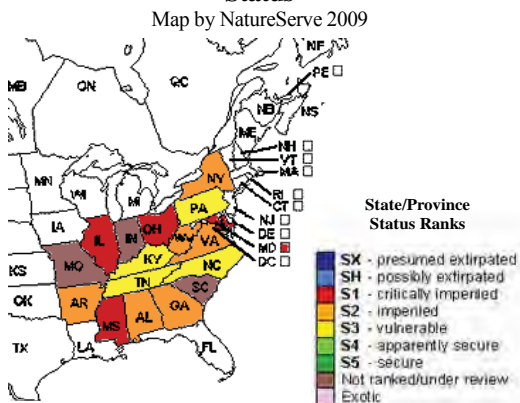 Status
Map by NatureServe 2009
NF
PE
MB
ON
QC
NB
NS
ME
NH
VT
MA
MN
WI
MI
NY
RI
CT
IA
PA
NJ
IL
IN
OH
DE
MD
DC
WV
VA
KS
MO
KY
NC
TN
OK
AR
SC
MS
AL
GA
TX
LA
FL
State/Province
Status Ranks
SX - presumed extirpated
SH - possibly extirpated
S1 - critically imperiled
S2 - imperiled
S3 - vulnerable
S4 - apparently secure
S5 - secure
Not ranked/under review
Exotic